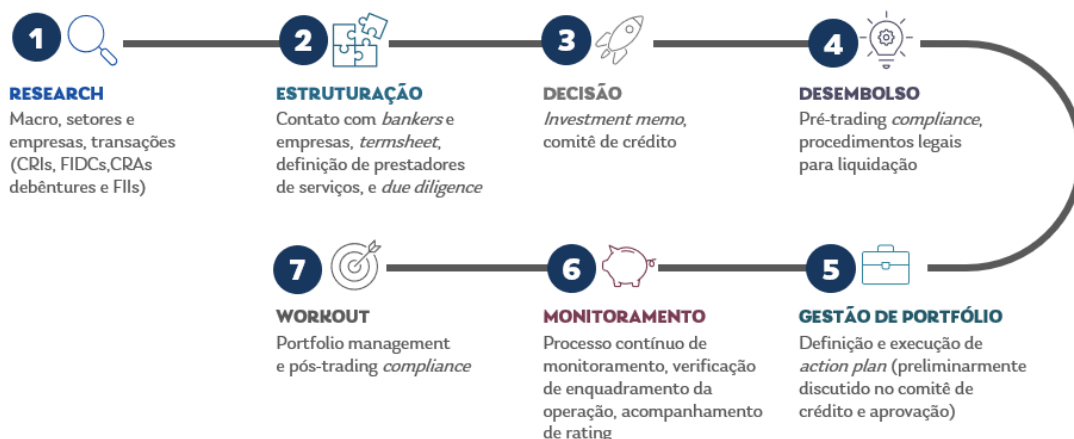 1
RESEARCH
Macro, setores e
empresas, transações
(CRIs, FIDCs,CRAs
debêntures e FIIs)
2
ESTRUTURAÇÃO
Contato com bankers e
empresas, termsheet,
definição de prestadores
de serviços, e due diligence
3
DECISÃO
Investment memo,
comitê de crédito
4
DESEMBOLSO
Pré-trading compliance,
procedimentos legais
para liquidação
5
GESTÃO DE PORTFÓLIO
Definição e execução de
action plan (preliminarmente
discutido no comitê de
crédito e aprovação)
6
MONITORAMENTO
Processo contínuo de
monitoramento, verificação
de enquadramento da
operação, acompanhamento
de rating
7
WORKOUT
Portfolio management
e pós-trading compliance